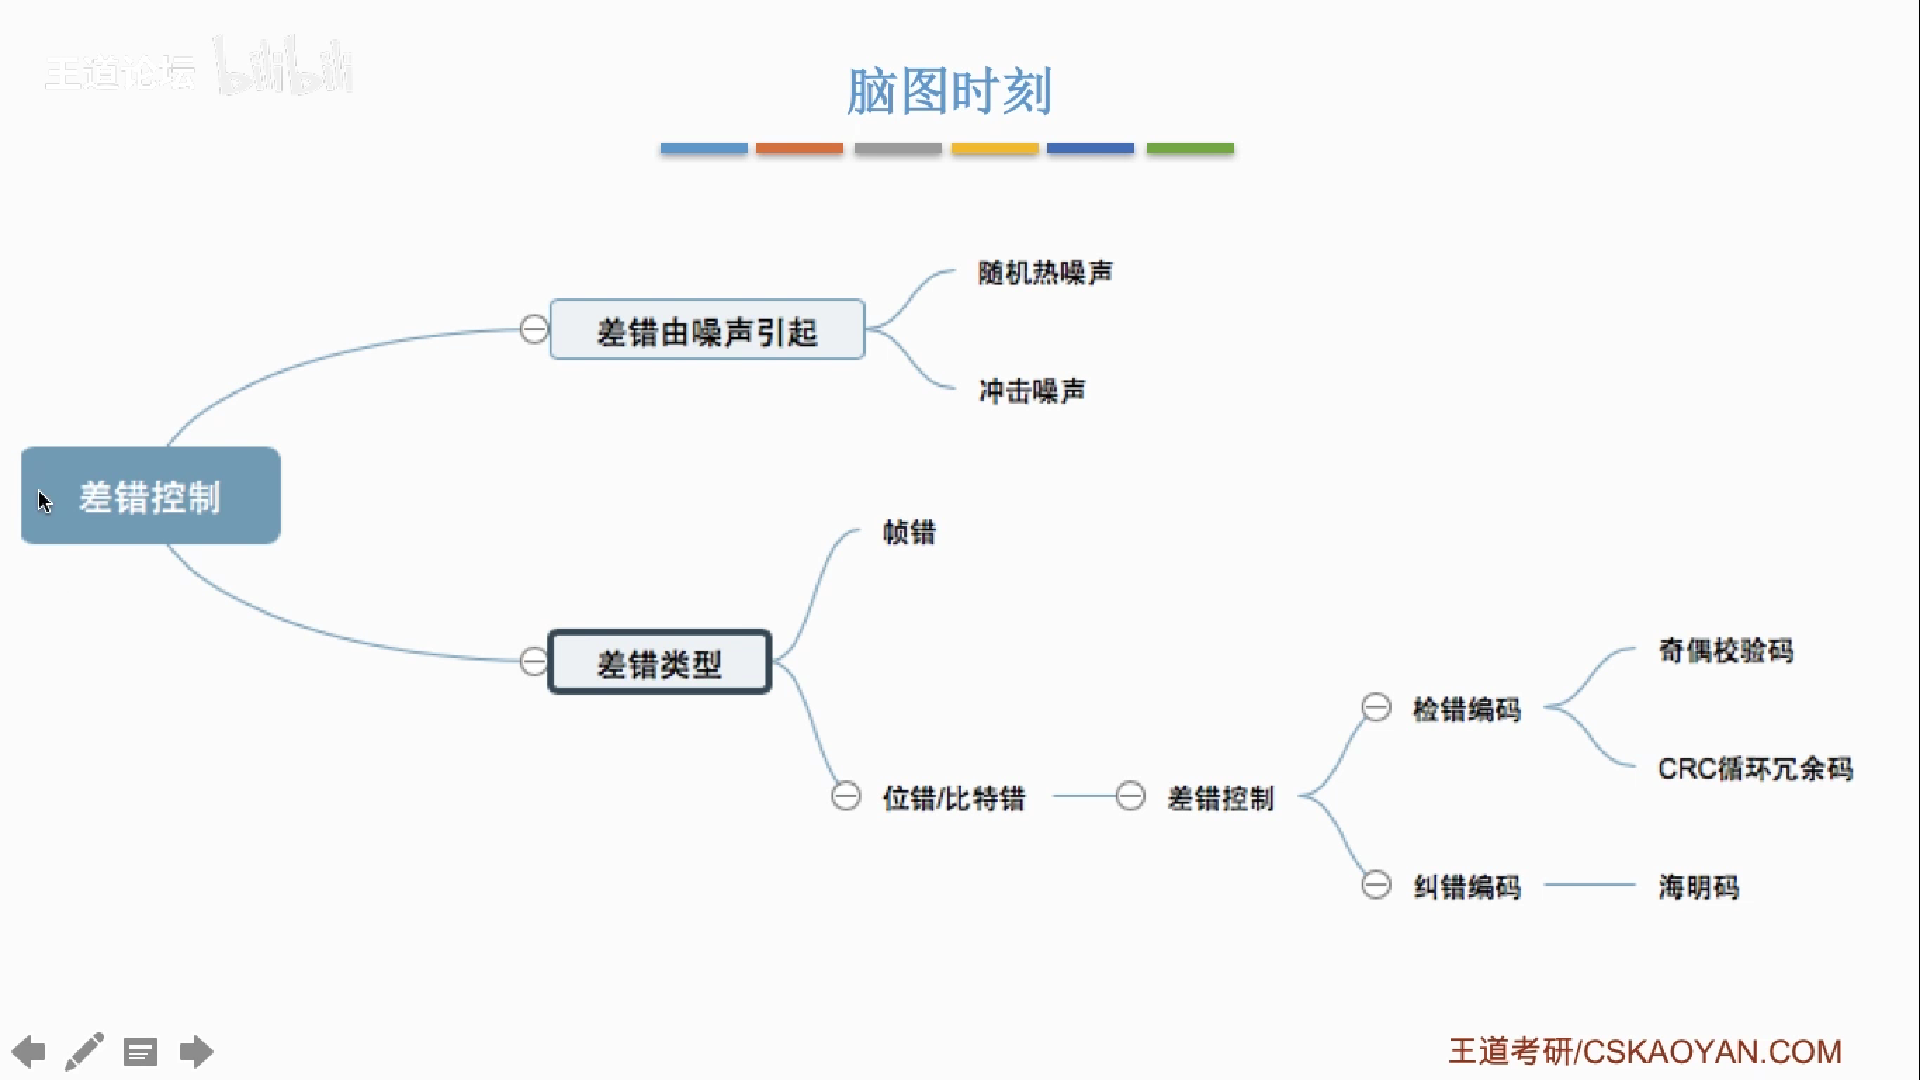 王道论坛 bilibili
脑图时刻
随机热噪声
差错由噪声引起
冲击噪声
差错控制
帧错
差错类型
奇偶校验码
检错编码
CRC循环冗余码
位错/比特错
差错控制
纠错编码
海明码
王道考研/CSKAOYAN.COM